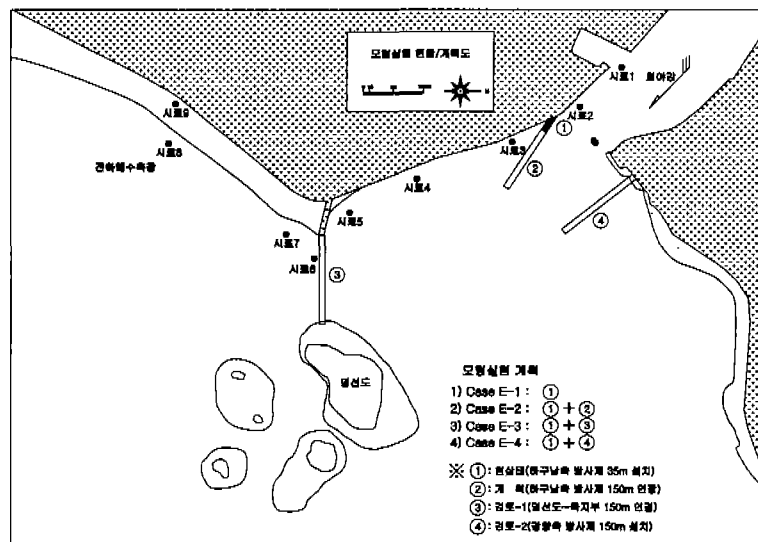 모형실험 현황/계획도
N
시료1
회야강
시료2
①
시료3
②
시료9
시료8
진하해수욕장
시료4
④
시료5
시료7
시료6
③
명선도
모형실험 계획
1) Case E-1 : ①
2) Case E-2 : ① + ②
3) Case E-3 : ① + ③
4) Case E-4 : ① + ④
※ ① : 현상태(하구남측 방사제 35m 설치)
② : 계 획(하구남측 방사제 150m 연장)
③ : 검토-1(명선도-육지부 150m 연결)
④ : 검토-2(강양측 방사제 150m 설치)